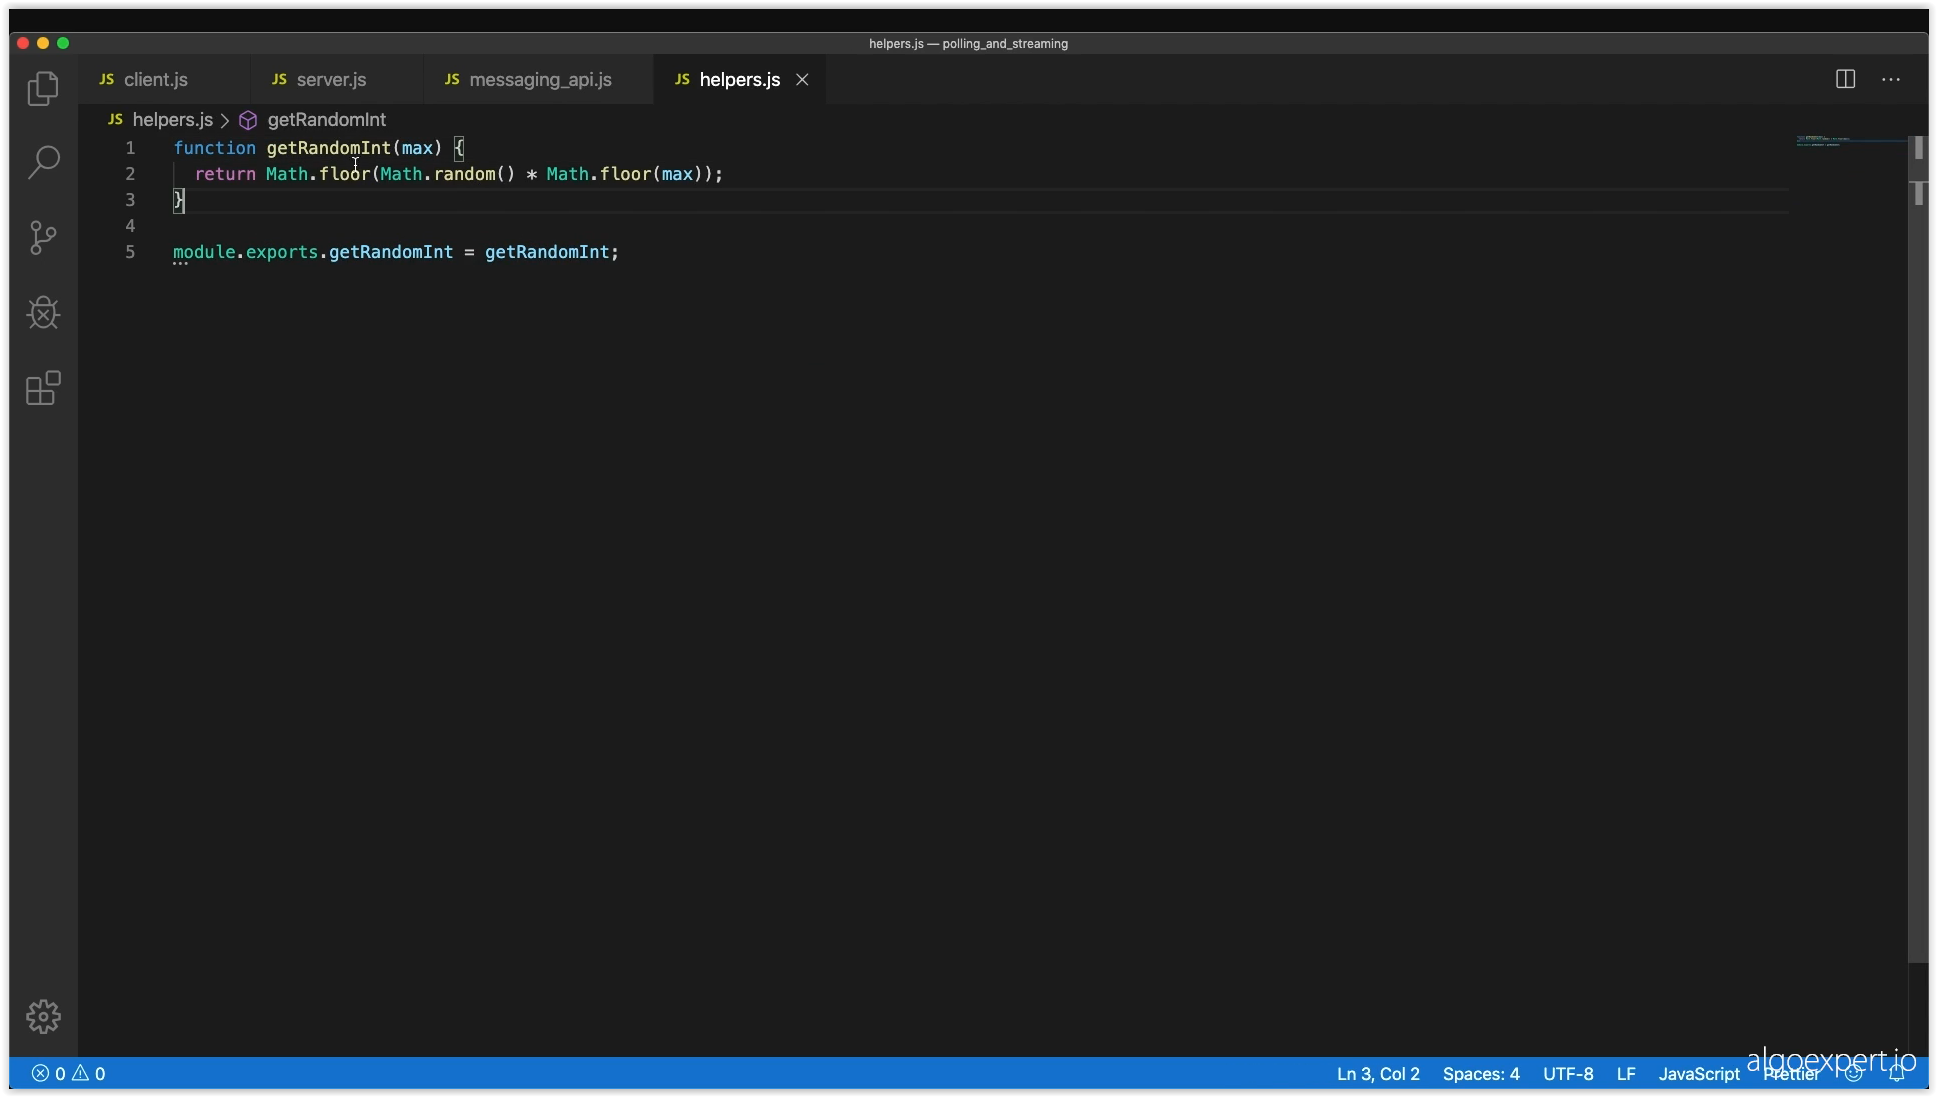 helpers.js — polling_and_streaming
JS client.js JS server.js JS messaging_api.js JS helpers.js
JS helpers.js > getRandomInt
1 function getRandomInt(max) {
2 return Math.floor(Math.random() * Math.floor(max));
3 }
4
5 module.exports.getRandomInt = getRandomInt;
algoexpert.io
0 0 Ln 3, Col 2 Spaces: 4 UTF-8 LF JavaScript Prettier